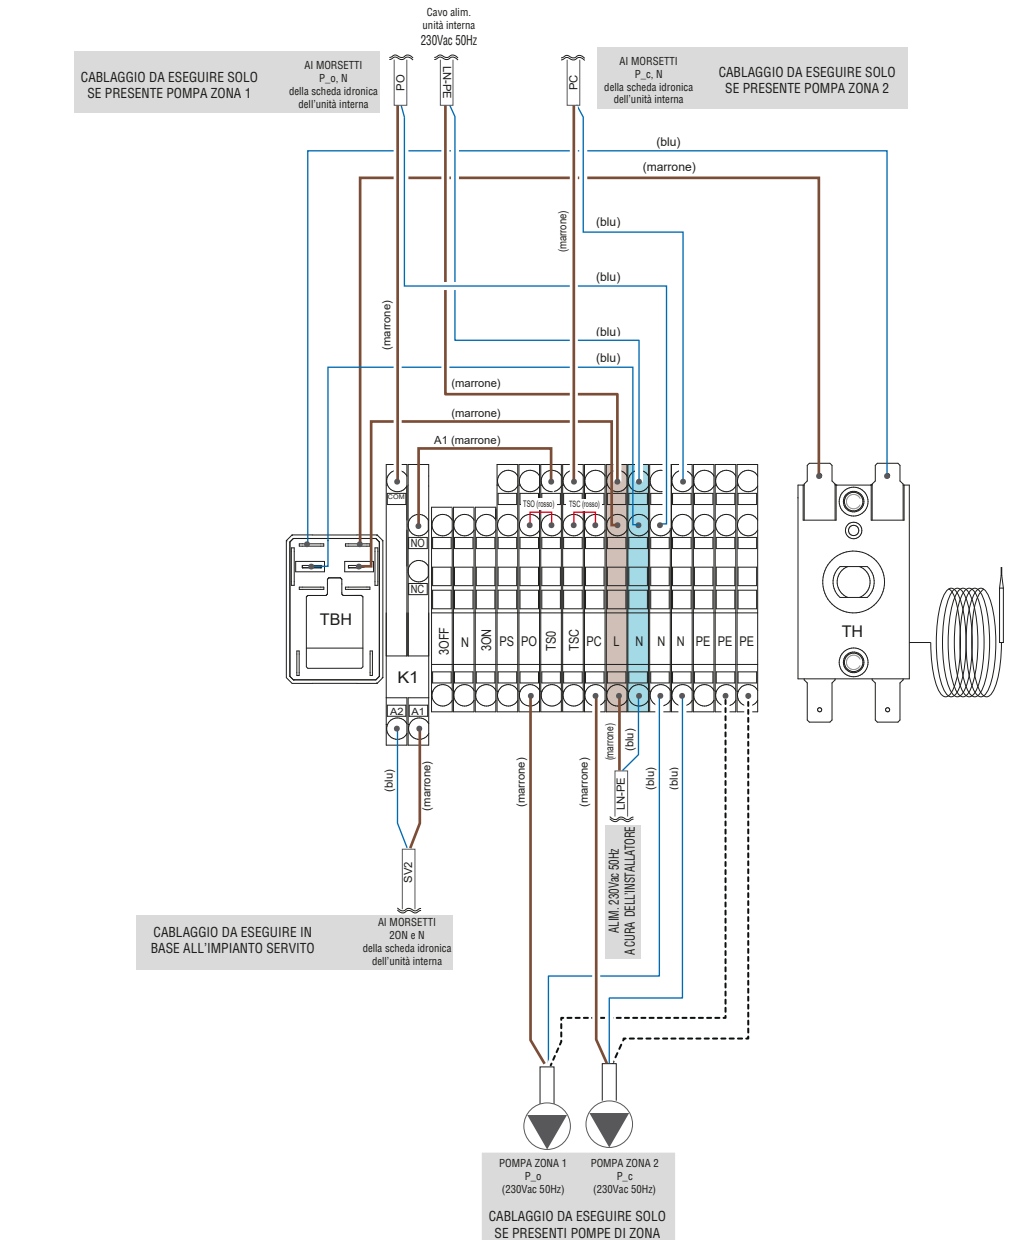 Cavo alim.
unità interna
230Vac 50Hz
CABLAGGIO DA ESEGUIRE SOLO
SE PRESENTE POMPA ZONA 1
AI MORSETTI
P_o, N
della scheda idronica
dell'unità interna
PO
LN-PE
PC
AI MORSETTI
P_c, N
della scheda idronica
dell'unità interna
CABLAGGIO DA ESEGUIRE SOLO
SE PRESENTE POMPA ZONA 2
(blu)
(marrone)
(marrone)
(blu)
(blu)
(marrone)
(blu)
(blu)
(marrone)
(marrone)
A1 (marrone)
COM
TSO (rosso)
TSC (rosso)
NO
NC
TBH
3OFF
N
3ON
PS
PO
TS0
TSC
PC
L
N
N
N
PE
PE
PE
TH
K1
A2
A1
(blu)
(marrone)
(marrone)
(marrone)
(marrone)
(blu)
(blu)
(blu)
LN-PE
SV2
ALIM. 230Vac 50Hz
A CURA DELL'INSTALLATORE
CABLAGGIO DA ESEGUIRE IN
BASE ALL'IMPIANTO SERVITO
AI MORSETTI
2ON e N
della scheda idronica
dell'unità interna
POMPA ZONA 1
P_o
(230Vac 50Hz)
POMPA ZONA 2
P_c
(230Vac 50Hz)
CABLAGGIO DA ESEGUIRE SOLO
SE PRESENTI POMPE DI ZONA